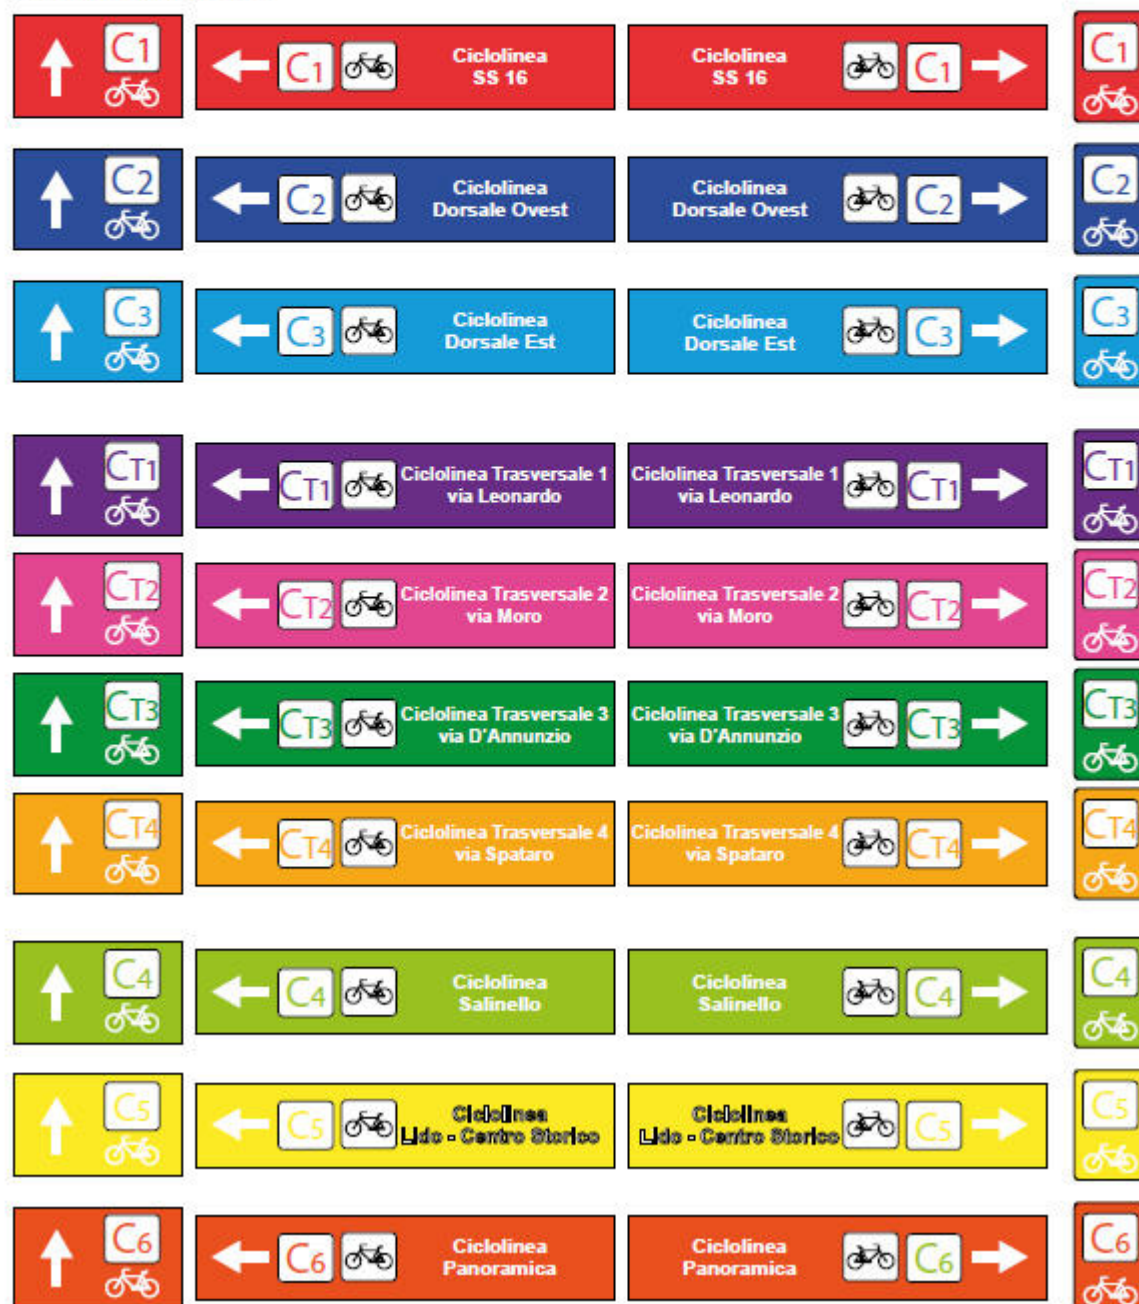 C1
C1
Ciclolinea
SS 16
Ciclolinea
SS 16
C1
C1
C2
C2
Ciclolinea
Dorsale Ovest
Ciclolinea
Dorsale Ovest
C2
C2
C3
C3
Ciclolinea
Dorsale Est
Ciclolinea
Dorsale Est
C3
C3
CT1
CT1
Ciclolinea Trasversale 1
via Leonardo
Ciclolinea Trasversale 1
via Leonardo
CT1
CT1
CT2
CT2
Ciclolinea Trasversale 2
via Moro
Ciclolinea Trasversale 2
via Moro
CT2
CT2
CT3
CT3
Ciclolinea Trasversale 3
via D'Annunzio
Ciclolinea Trasversale 3
via D'Annunzio
CT3
CT3
CT4
CT4
Ciclolinea Trasversale 4
via Spataro
Ciclolinea Trasversale 4
via Spataro
CT4
CT4
C4
C4
Ciclolinea
Salinello
Ciclolinea
Salinello
C4
C4
C5
C5
Ciclolinea
Lido - Centro Storico
Ciclolinea
Lido - Centro Storico
C5
C5
C6
C6
Ciclolinea
Panoramica
Ciclolinea
Panoramica
C6
C6